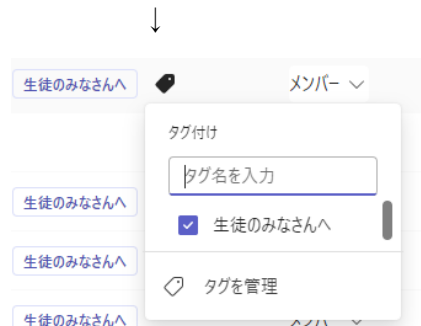 ↓
生徒のみなさんへ メンバー
タグ付け
タグ名を入力
生徒のみなさんへ
生徒のみなさんへ
生徒のみなさんへ
タグを管理
生徒のみなさんへ